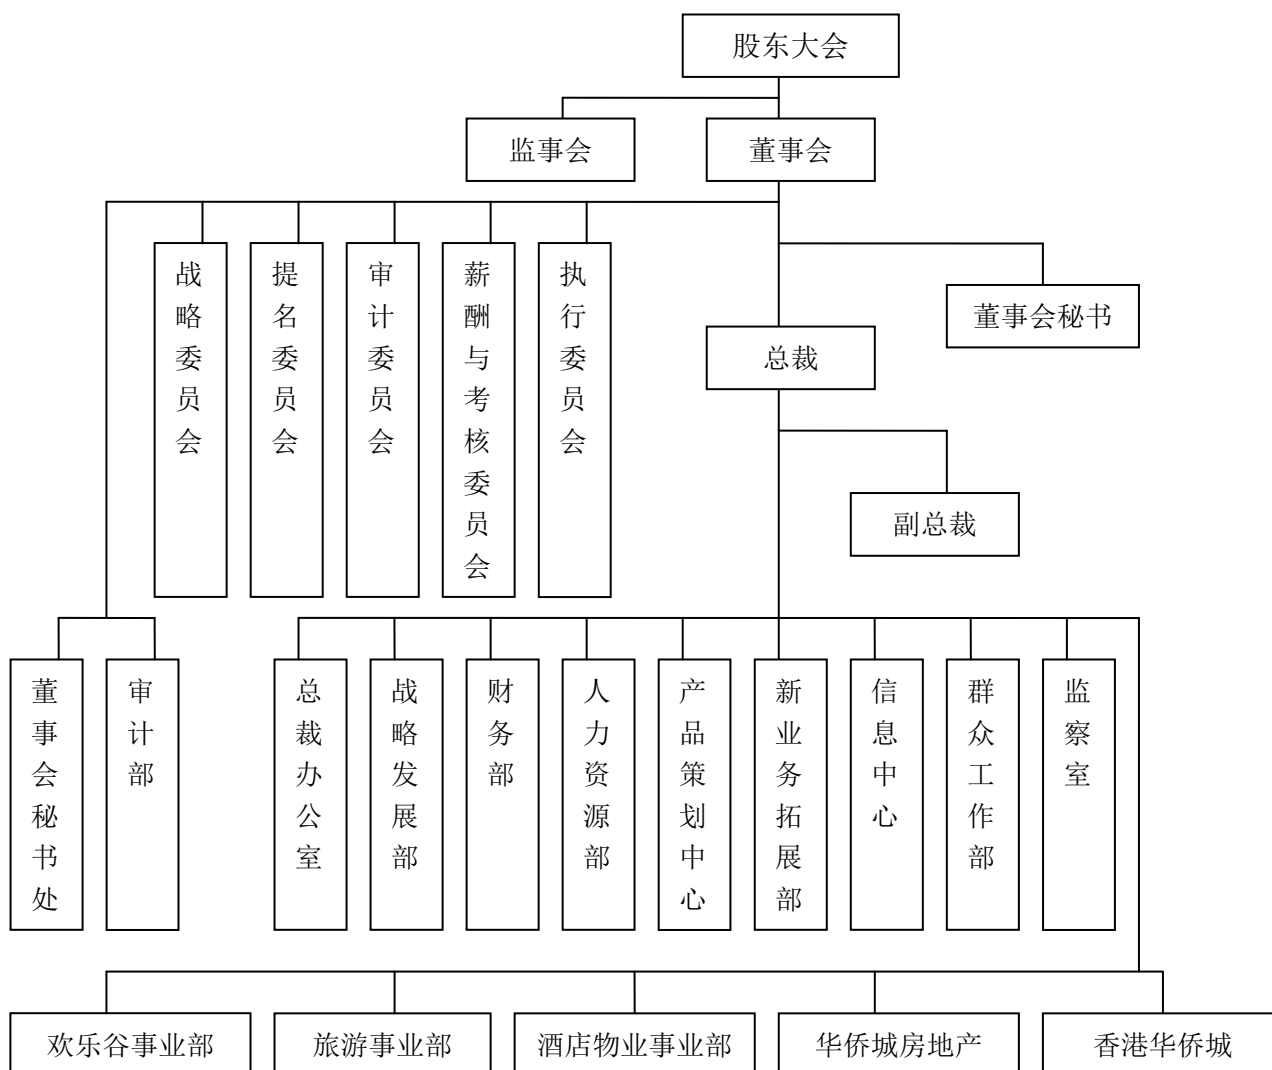 股东大会
监事会
董事会
战略委员会
提名委员会
审计委员会
薪酬与考核委员会
执行委员会
董事会秘书
总裁
副总裁
董事会秘书处
审计部
总裁办公室
战略发展部
财务部
人力资源部
产品策划中心
新业务拓展部
信息中心
群众工作部
监察室
欢乐谷事业部
旅游事业部
酒店物业事业部
华侨城房地产
香港华侨城